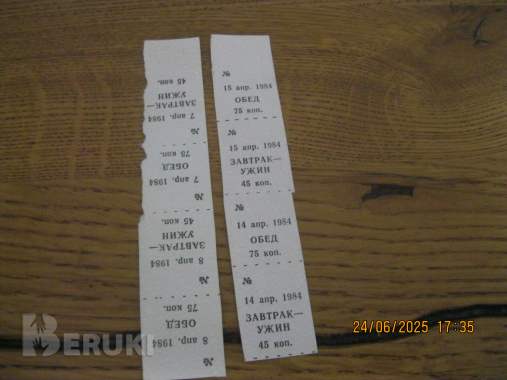 45 коп.
ЗАВТРАК—
УЖИН
7 апр. 1984
№
75 коп.
ОБЕД
7 апр. 1984
№
45 коп.
ЗАВТРАК—
УЖИН
8 апр. 1984
№
75 коп.
ОБЕД
8 апр. 1984
№
№
15 апр. 1984
ОБЕД
75 коп.
№
15 апр. 1984
ЗАВТРАК—
УЖИН
45 коп.
№
14 апр. 1984
ОБЕД
75 коп.
№
14 апр. 1984
ЗАВТРАК—
УЖИН
45 коп.
BERUKI
24/06/2025 17:35